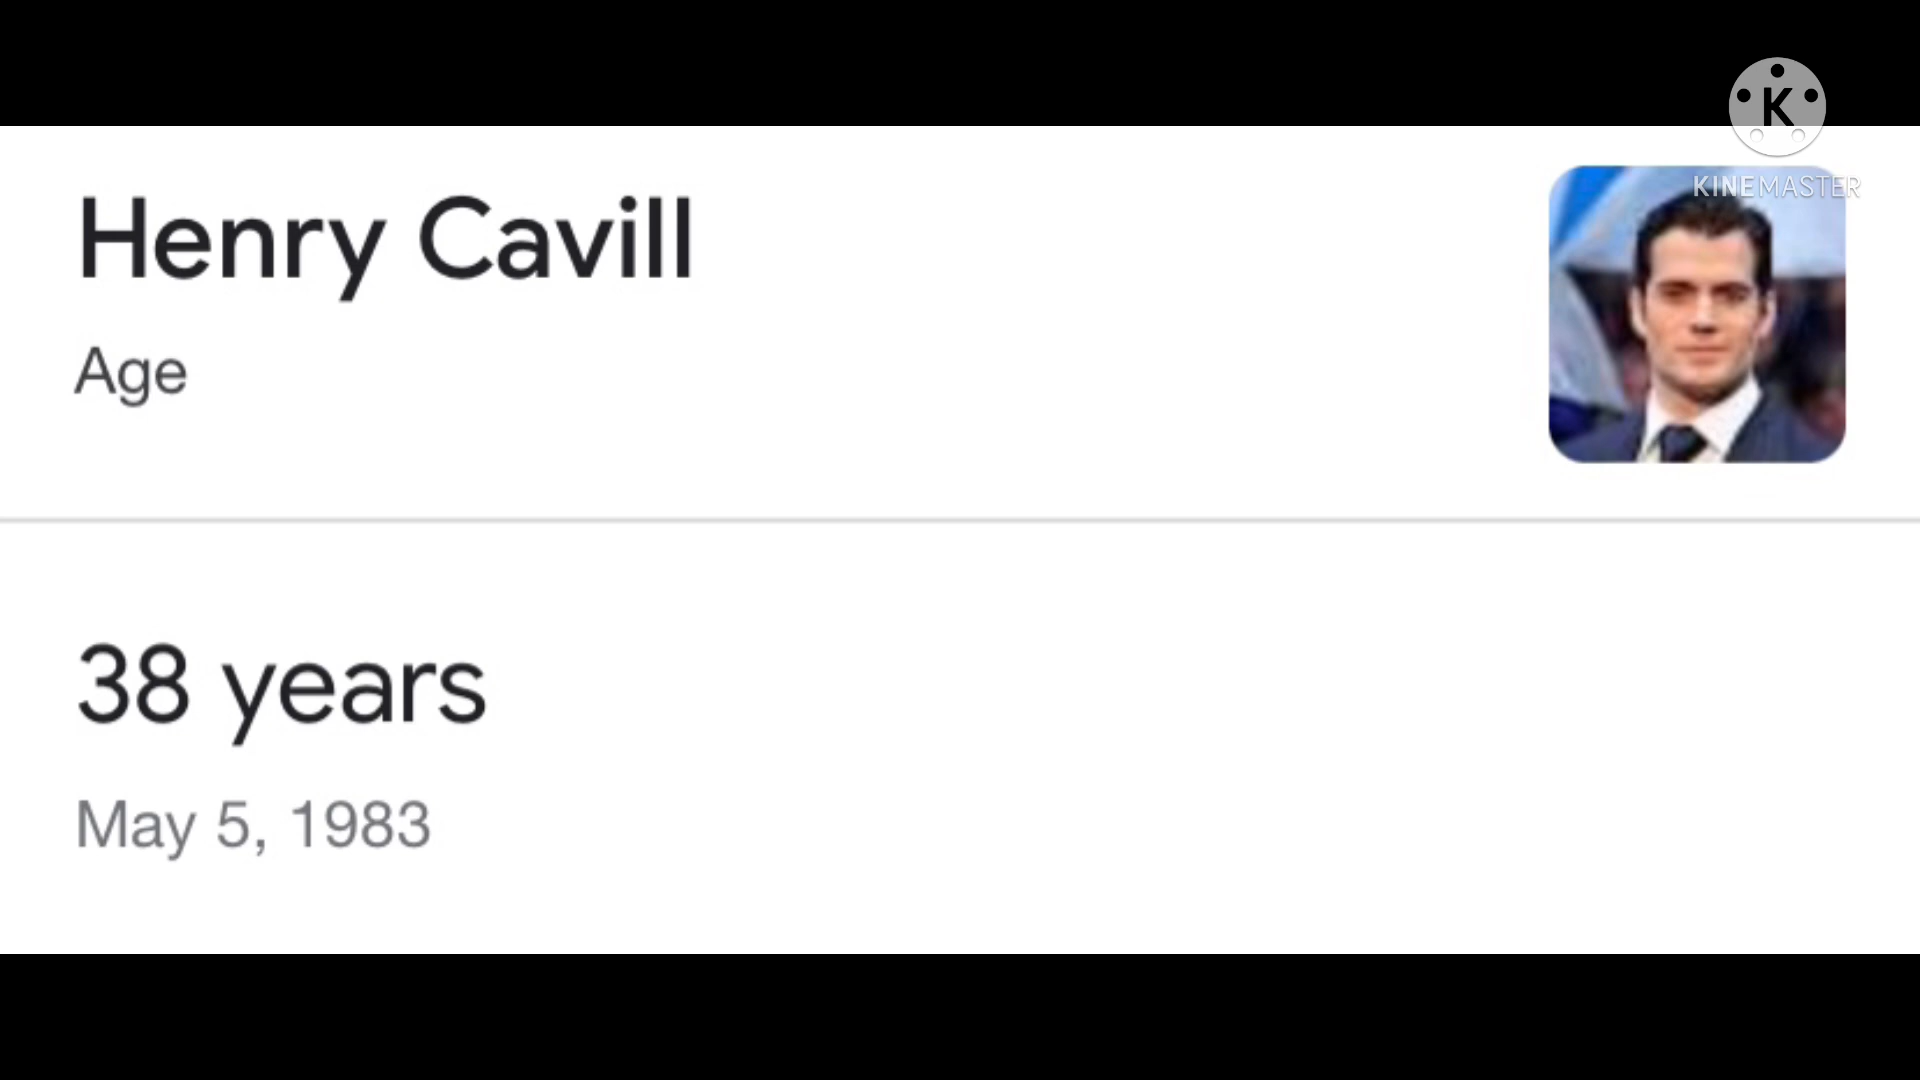 K
KINEMASTER
Henry Cavill
Age
38 years
May 5, 1983